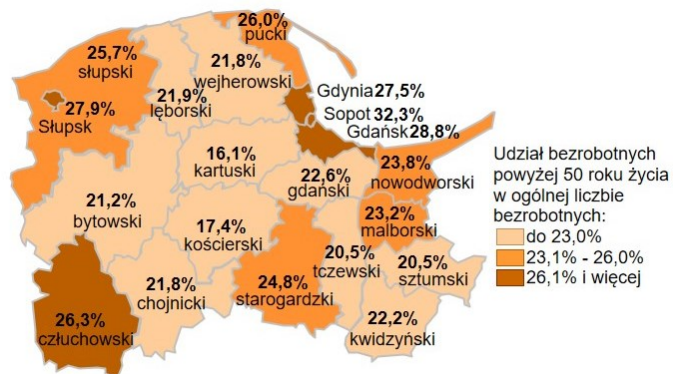 26,0%
pucki
25,7%
słupski
21,8%
wejherowski
Gdynia 27,5%
21,9%
lęborski
27,9%
Słupsk
Sopot 32,3%
Gdańsk 28,8%
16,1%
kartuski
22,6%
gdański
23,8%
nowodworski
21,2%
bytowski
17,4%
kościerski
23,2%
malborski
20,5%
tczewski
20,5%
sztumski
21,8%
chojnicki
24,8%
starogardzki
26,3%
człuchowski
22,2%
kwidzyński
Udział bezrobotnych
powyżej 50 roku życia
w ogólnej liczbie
bezrobotnych:
do 23,0%
23,1% - 26,0%
26,1% i więcej